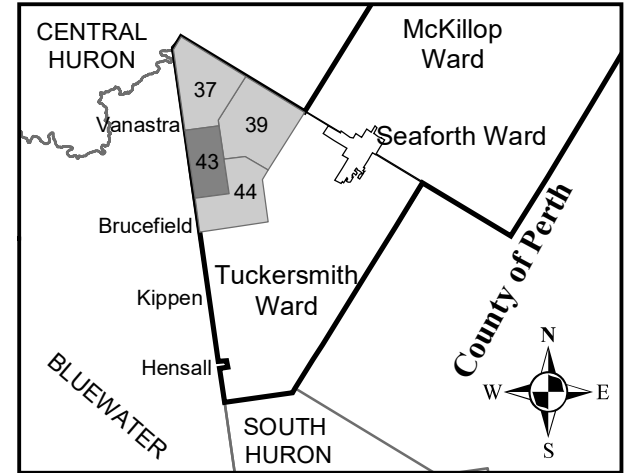 CENTRAL
HURON
McKillop
Ward
37
Vanastra
39
Seaforth Ward
43
44
Brucefield
Tuckersmith
Ward
Kippen
County of Perth
Hensall
BLUEWATER
N
W
E
S
SOUTH
HURON